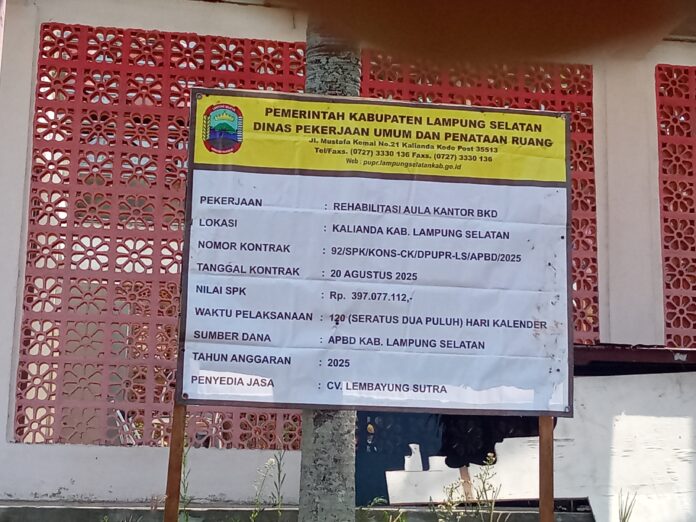 PEMERINTAH KABUPATEN LAMPUNG SELATAN
DINAS PEKERJAAN UMUM DAN PENATAAN RUANG
Jl. Mustafa Kemal No.21 Kalianda Kode Post 35513
Tel/Faxs. (0727) 3330 136 Faxs. (0727) 3330 136
Web : pupr.lampungselatankab.go.id
PEKERJAAN : REHABILITASI AULA KANTOR BKD
LOKASI : KALIANDA KAB. LAMPUNG SELATAN
NOMOR KONTRAK : 92/SPK/KONS-CK/DPUPR-LS/APBD/2025
TANGGAL KONTRAK : 20 AGUSTUS 2025
NILAI SPK : Rp. 397.077.112,-
WAKTU PELAKSANAAN : 120 (SERATUS DUA PULUH) HARI KALENDER
SUMBER DANA : APBD KAB. LAMPUNG SELATAN
TAHUN ANGGARAN : 2025
PENYEDIA JASA : CV. LEMBAYUNG SUTRA